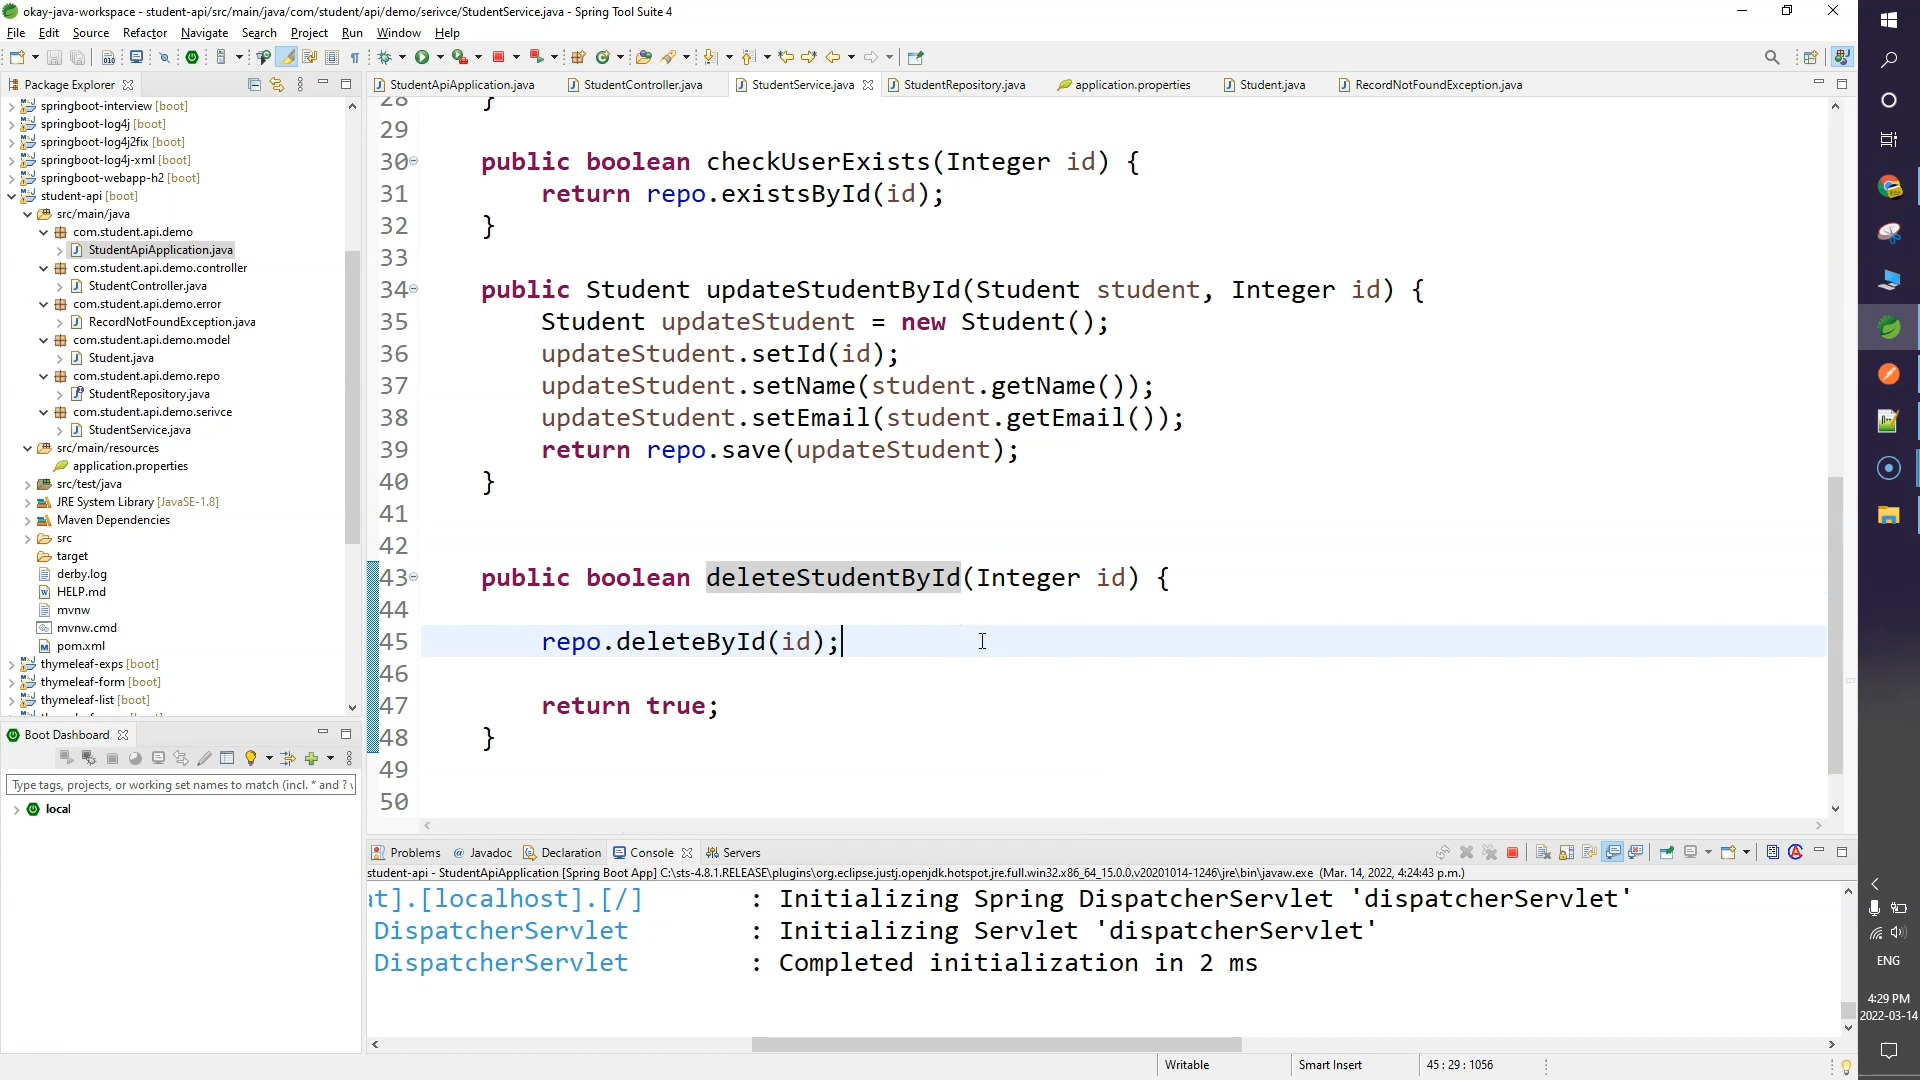 okay-java-workspace - student-api/src/main/java/com/student/api/demo/serivce/StudentService.java - Spring Tool Suite 4
File Edit Source Refactor Navigate Search Project Run Window Help
Package Explorer
springboot-interview [boot]
springboot-log4j [boot]
springboot-log4j2fix [boot]
springboot-log4j-xml [boot]
springboot-webapp-h2 [boot]
student-api [boot]
src/main/java
com.student.api.demo
StudentApiApplication.java
com.student.api.demo.controller
StudentController.java
com.student.api.demo.error
RecordNotFoundException.java
com.student.api.demo.model
Student.java
com.student.api.demo.repo
StudentRepository.java
com.student.api.demo.serivce
StudentService.java
src/main/resources
application.properties
src/test/java
JRE System Library [JavaSE-1.8]
Maven Dependencies
src
target
derby.log
HELP.md
mvnw
mvnw.cmd
pom.xml
thymeleaf-exps [boot]
thymeleaf-form [boot]
thymeleaf-list [boot]
Boot Dashboard
Type tags, projects, or working set names to match (incl. * and ?
local
StudentApiApplication.java StudentController.java StudentService.java StudentRepository.java application.properties Student.java RecordNotFoundException.java
28 }
29
30 public boolean checkUserExists(Integer id) {
31 return repo.existsById(id);
32 }
33
34 public Student updateStudentById(Student student, Integer id) {
35 Student updateStudent = new Student();
36 updateStudent.setId(id);
37 updateStudent.setName(student.getName());
38 updateStudent.setEmail(student.getEmail());
39 return repo.save(updateStudent);
40 }
41
42
43 public boolean deleteStudentById(Integer id) {
44
45 repo.deleteById(id);
46
47 return true;
48 }
49
50
Problems Javadoc Declaration Console Servers
student-api - StudentApiApplication [Spring Boot App] C:\sts-4.8.1.RELEASE\plugins\org.eclipse.justj.openjdk.hotspot.jre.full.win32.x86_64_15.0.0.v20201014-1246\jre\bin\javaw.exe (Mar. 14, 2022, 4:24:43 p.m.)
at].[localhost].[/] : Initializing Spring DispatcherServlet 'dispatcherServlet'
DispatcherServlet : Initializing Servlet 'dispatcherServlet'
DispatcherServlet : Completed initialization in 2 ms
Writable Smart Insert 45 : 29 : 1056
ENG
4:29 PM
2022-03-14